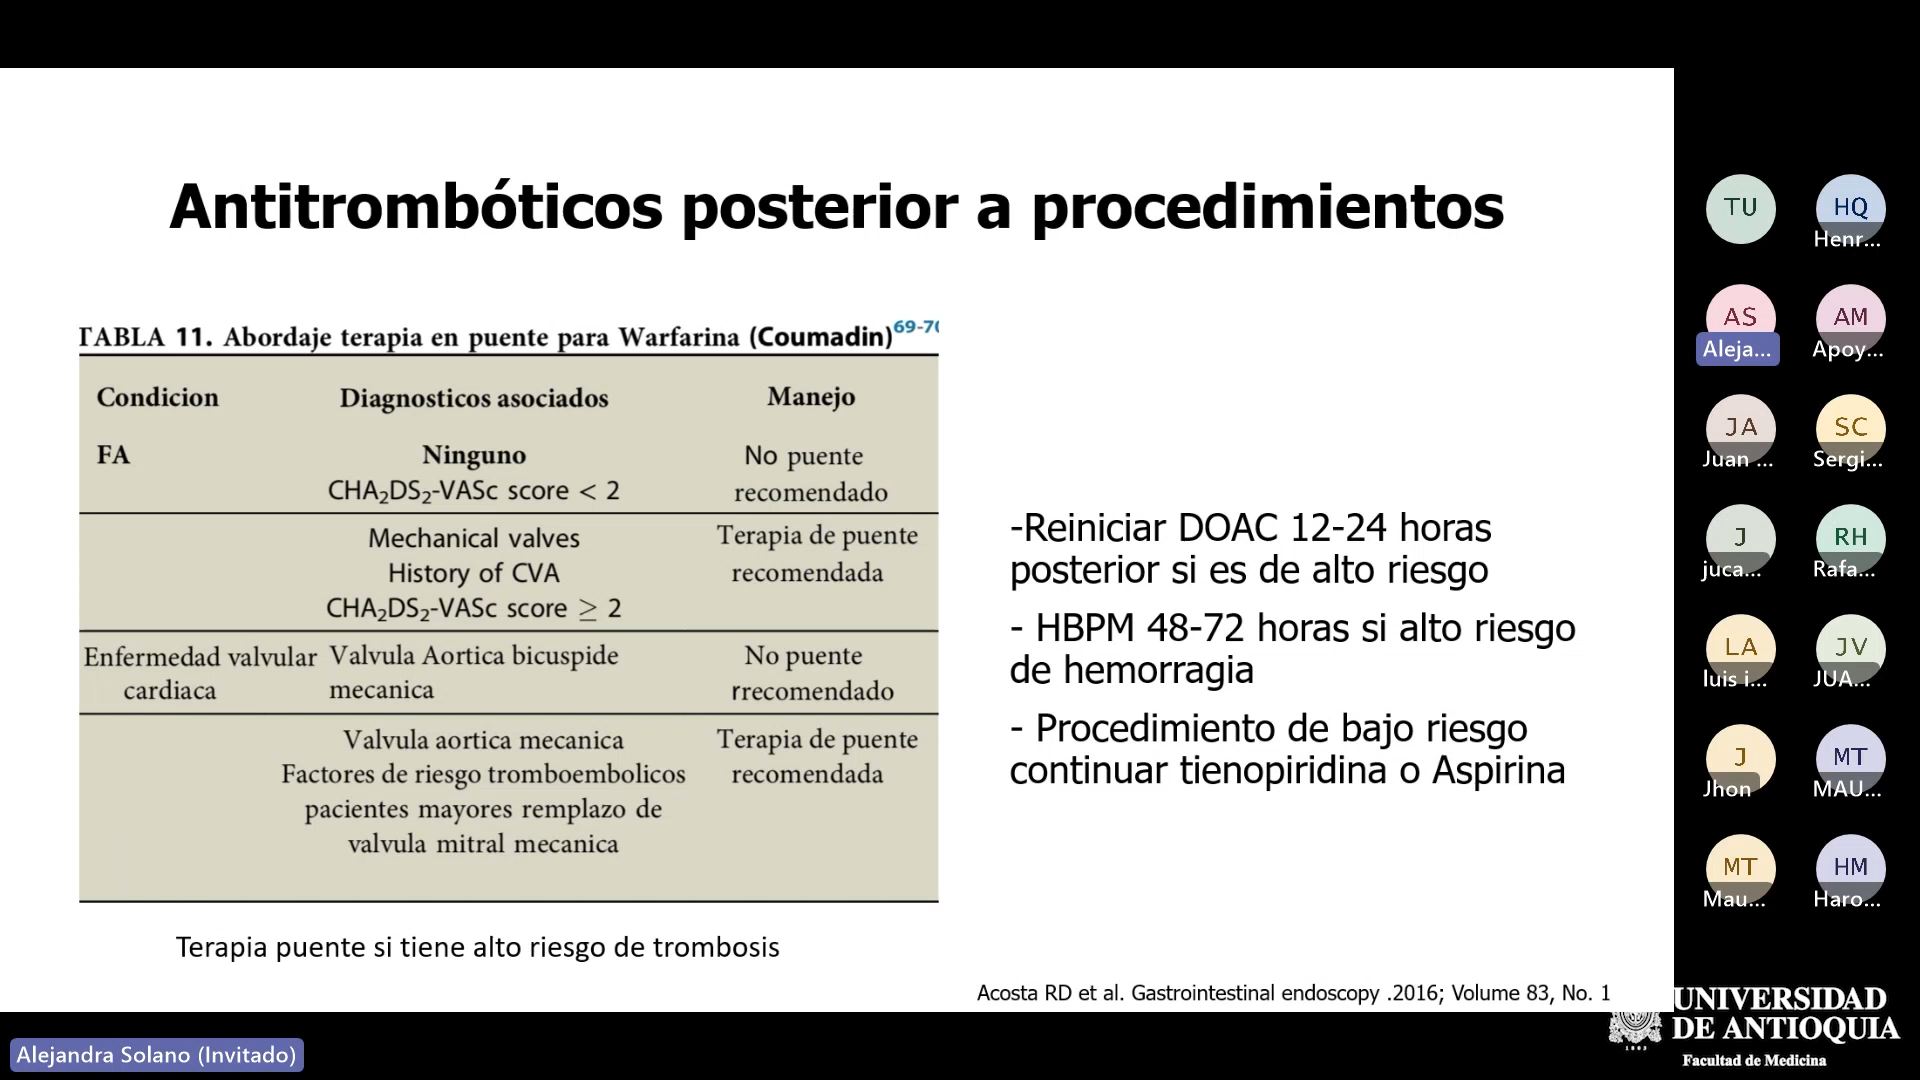 Antitrombóticos posterior a procedimientos
TABLA 11. Abordaje terapia en puente para Warfarina (Coumadin)69-70
Condicion Diagnosticos asociados Manejo
FA Ninguno No puente
CHA2DS2-VASc score < 2 recomendado
Mechanical valves Terapia de puente
History of CVA recomendada
CHA2DS2-VASc score ≥ 2
Enfermedad valvular Valvula Aortica bicuspide No puente
cardiaca mecanica rrecomendado
Valvula aortica mecanica Terapia de puente
Factores de riesgo tromboembolicos recomendada
pacientes mayores remplazo de
valvula mitral mecanica
Terapia puente si tiene alto riesgo de trombosis
-Reiniciar DOAC 12-24 horas
posterior si es de alto riesgo
- HBPM 48-72 horas si alto riesgo
de hemorragia
- Procedimiento de bajo riesgo
continuar tienopiridina o Aspirina
Acosta RD et al. Gastrointestinal endoscopy .2016; Volume 83, No. 1
TU HQ
Henr...
AS AM
Aleja... Apoy...
JA SC
Juan ... Sergi...
J RH
juca... Rafa...
LA JV
luis i... JUA...
J MT
Jhon MAU...
MT HM
Mau... Haro...
UNIVERSIDAD
DE ANTIOQUIA
1803
Facultad de Medicina
Alejandra Solano (Invitado)